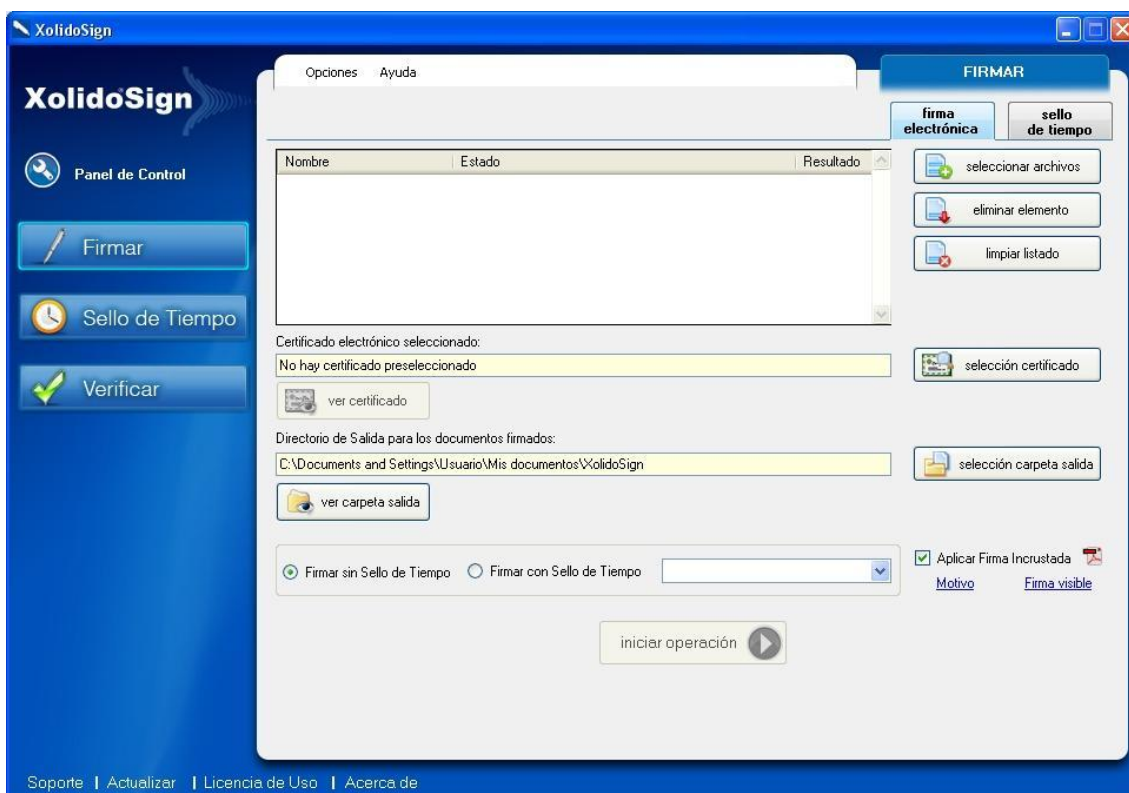 XolidoSign
XolidoSign
Panel de Control
Firmar
Sello de Tiempo
Verificar
Opciones Ayuda
FIRMAR
firma
electrónica
sello
de tiempo
Nombre Estado Resultado
seleccionar archivos
eliminar elemento
limpiar listado
Certificado electrónico seleccionado:
No hay certificado preseleccionado
selección certificado
ver certificado
Directorio de Salida para los documentos firmados:
C:\Documents and Settings\Usuario\Mis documentos\XolidoSign
selección carpeta salida
ver carpeta salida
Firmar sin Sello de Tiempo Firmar con Sello de Tiempo
Aplicar Firma Incrustada
Motivo Firma visible
iniciar operación
Soporte | Actualizar | Licencia de Uso | Acerca de